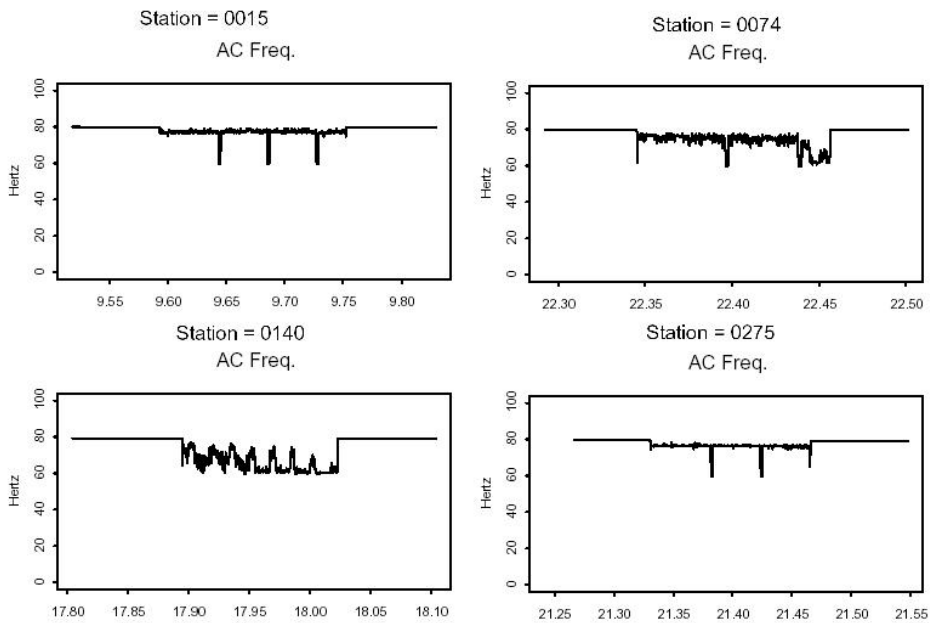 Station = 0015
AC Freq.
100
80
60
40
20
0
Hertz
9.55 9.60 9.65 9.70 9.75 9.80
Station = 0074
AC Freq.
100
80
60
40
20
0
Hertz
22.30 22.35 22.40 22.45 22.50
Station = 0140
AC Freq.
100
80
60
40
20
0
Hertz
17.80 17.85 17.90 17.95 18.00 18.05 18.10
Station = 0275
AC Freq.
100
80
60
40
20
0
Hertz
21.25 21.30 21.35 21.40 21.45 21.50 21.55